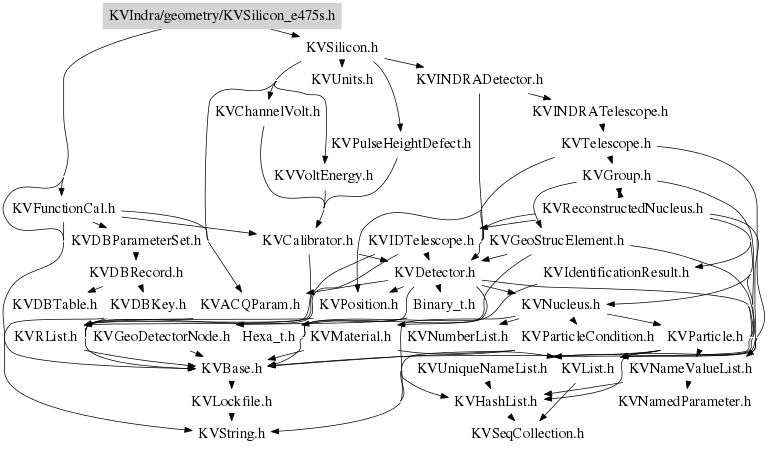 KVIndra/geometry/KVSilicon_e475s.h
KVSilicon.h
KVUnits.h
KVINDRADetector.h
KVChannelVolt.h
KVINDRATelescope.h
KVPulseHeightDefect.h
KVTelescope.h
KVVoltEnergy.h
KVGroup.h
KVFunctionCal.h
KVReconstructedNucleus.h
KVDBParameterSet.h
KVCalibrator.h
KVIDTelescope.h
KVGeoStrucElement.h
KVDBRecord.h
KVDetector.h
KVIdentificationResult.h
KVDBTable.h
KVDBKey.h
KVACQParam.h
KVPosition.h
Binary_t.h
KVNucleus.h
KVRList.h
KVGeoDetectorNode.h
Hexa_t.h
KVMaterial.h
KVNumberList.h
KVParticleCondition.h
KVParticle.h
KVBase.h
KVUniqueNameList.h
KVList.h
KVNameValueList.h
KVLockfile.h
KVHashList.h
KVNamedParameter.h
KVString.h
KVSeqCollection.h